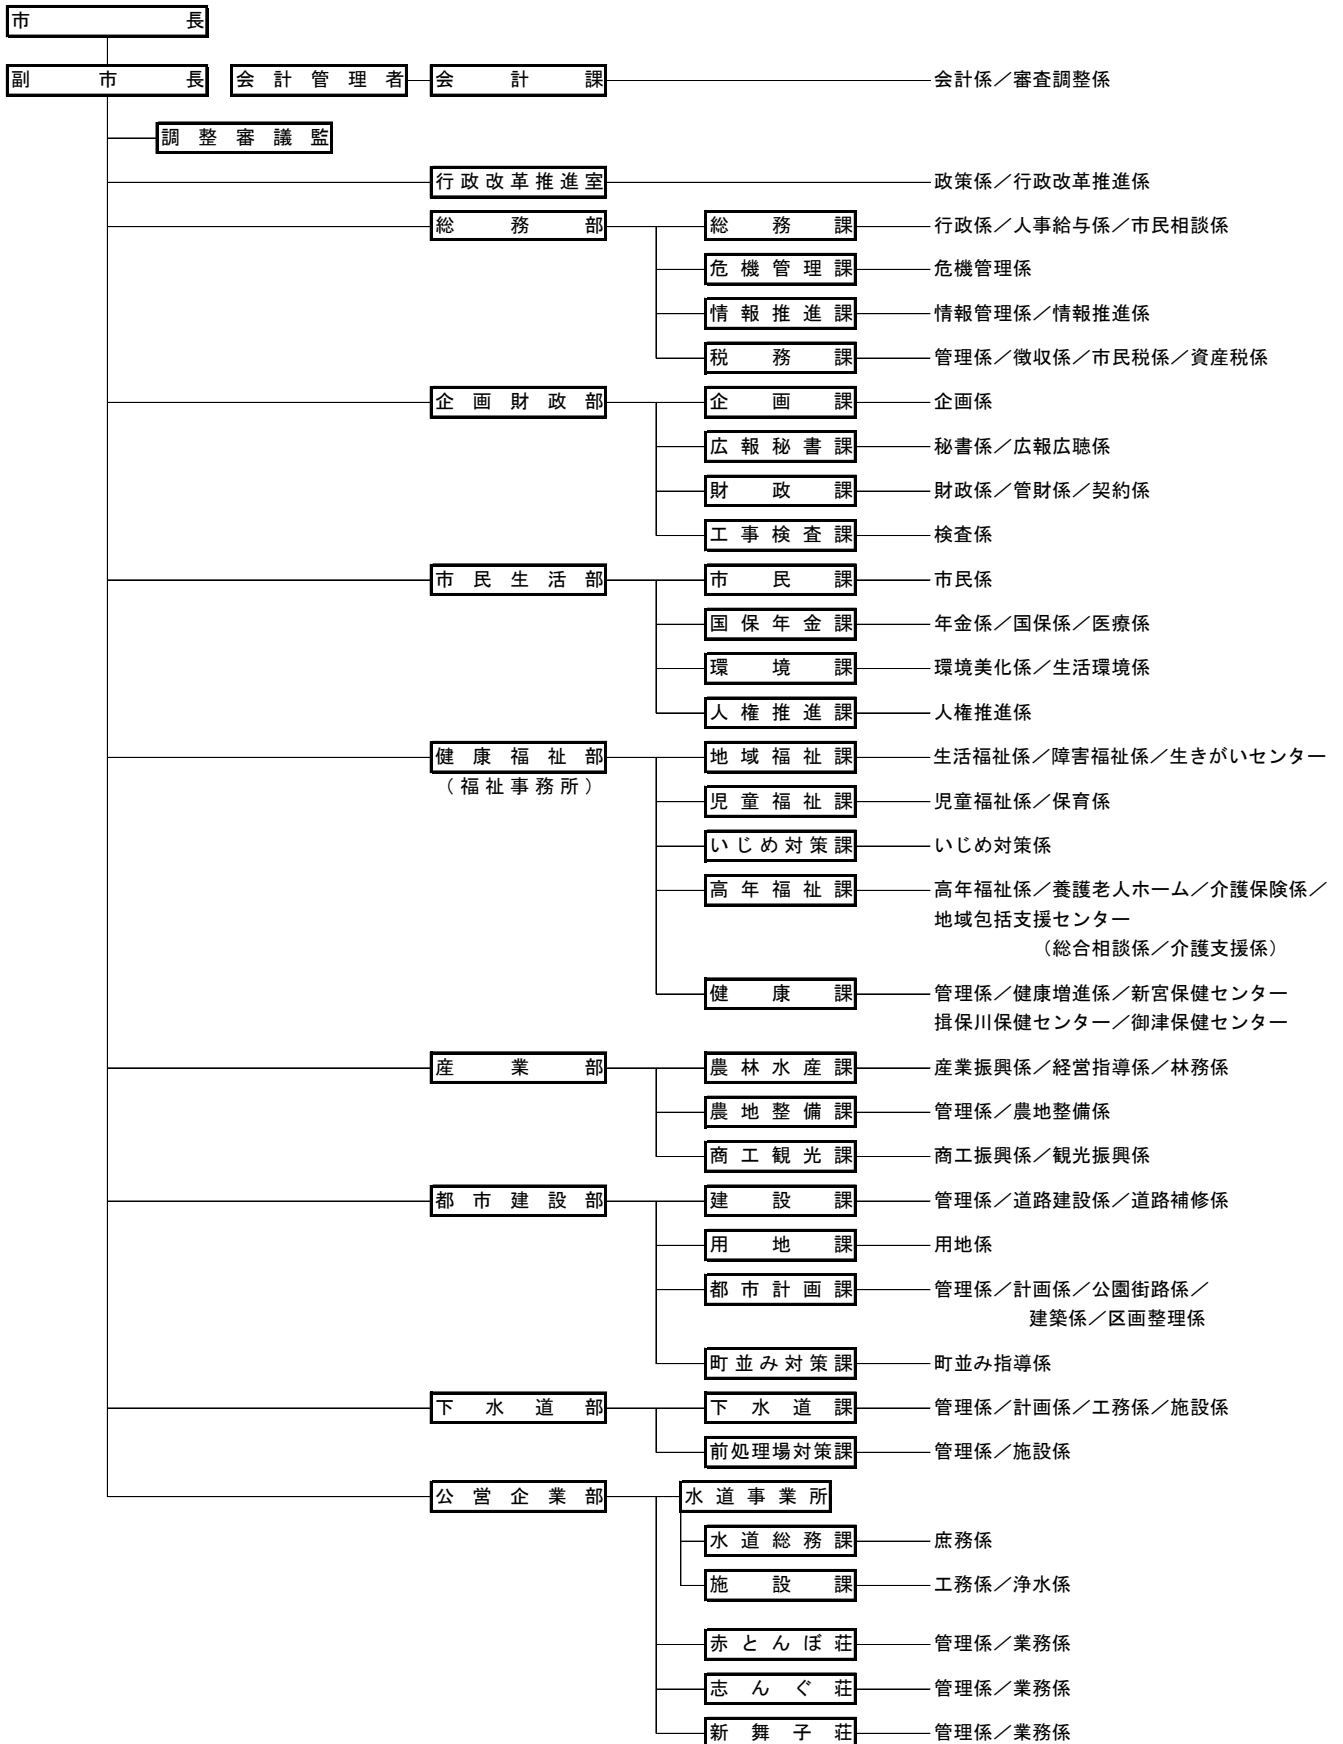 市長
副市長 会計管理者 会計課 会計係／審査調整係
調整審議監
行政改革推進室 政策係／行政改革推進係
総務部 総務課 行政係／人事給与係／市民相談係
危機管理課 危機管理係
情報推進課 情報管理係／情報推進係
税務課 管理係／徴収係／市民税係／資産税係
企画財政部 企画課 企画係
広報秘書課 秘書係／広報広聴係
財政課 財政係／管財係／契約係
工事検査課 検査係
市民生活部 市民課 市民係
国保年金課 年金係／国保係／医療係
環境課 環境美化係／生活環境係
人権推進課 人権推進係
健康福祉部 地域福祉課 生活福祉係／障害福祉係／生きがいセンター
（福祉事務所）
児童福祉課 児童福祉係／保育係
いじめ対策課 いじめ対策係
高年福祉課 高年福祉係／養護老人ホーム／介護保険係／
地域包括支援センター
（総合相談係／介護支援係）
健康課 管理係／健康増進係／新宮保健センター
揖保川保健センター／御津保健センター
産業部 農林水産課 産業振興係／経営指導係／林務係
農地整備課 管理係／農地整備係
商工観光課 商工振興係／観光振興係
都市建設部 建設課 管理係／道路建設係／道路補修係
用地課 用地係
都市計画課 管理係／計画係／公園街路係／
建築係／区画整理係
町並み対策課 町並み指導係
下水道部 下水道課 管理係／計画係／工務係／施設係
前処理場対策課 管理係／施設係
公営企業部 水道事業所
水道総務課 庶務係
施設課 工務係／浄水係
赤とんぼ荘 管理係／業務係
志んぐ荘 管理係／業務係
新舞子荘 管理係／業務係